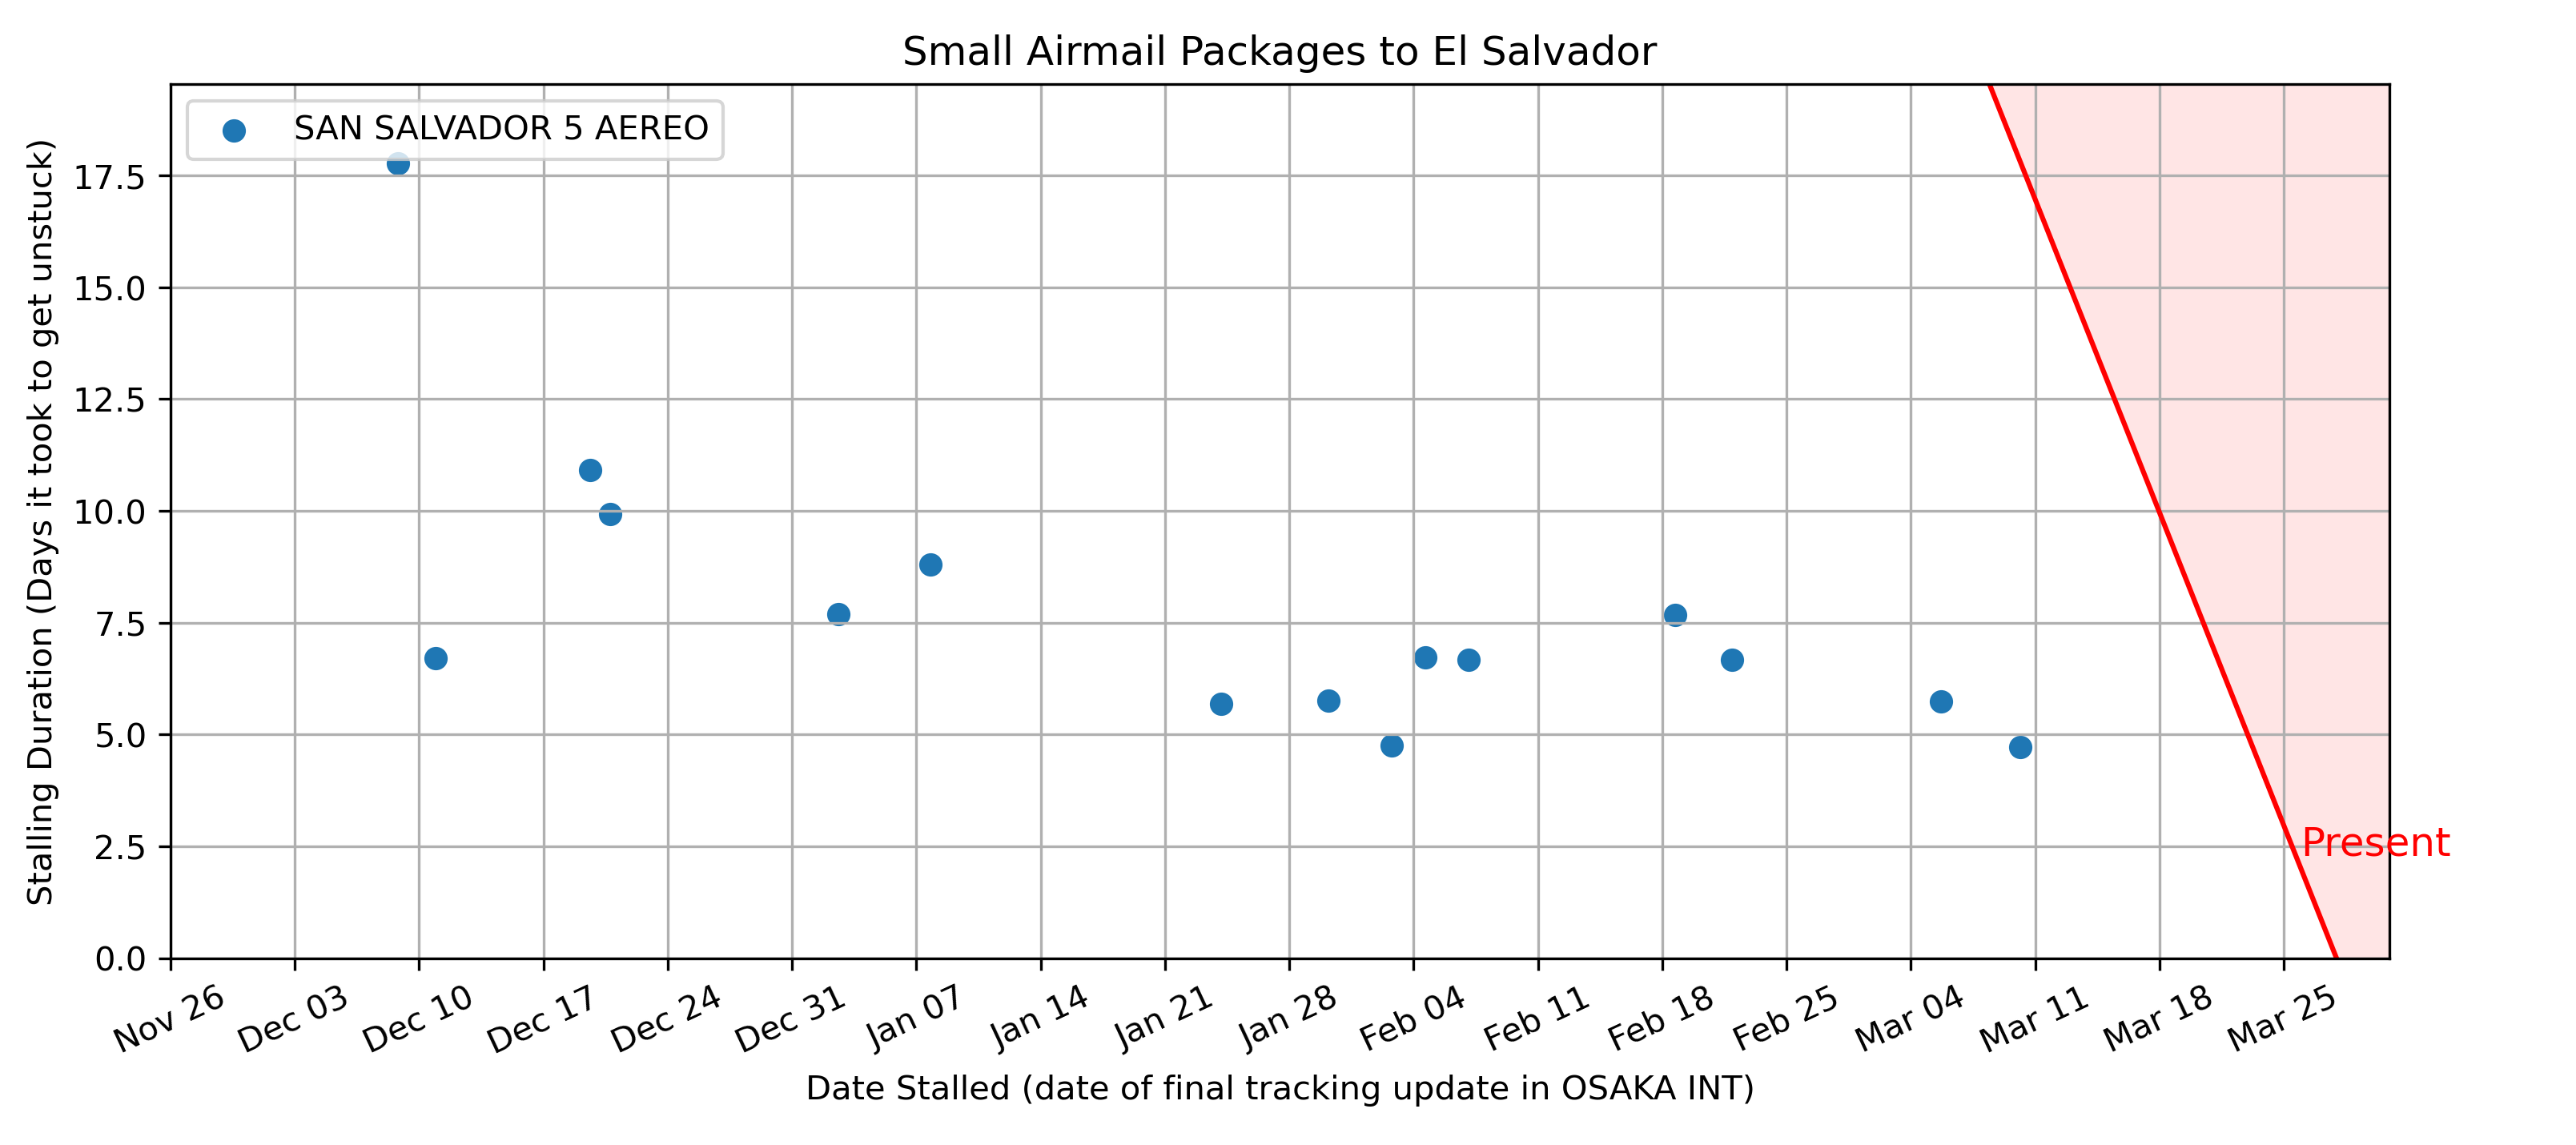 Small Airmail Packages to El Salvador
SAN SALVADOR 5 AEREO
Stalling Duration (Days it took to get unstuck)
17.5
15.0
12.5
10.0
7.5
5.0
2.5
0.0
Present
Nov 26 Dec 03 Dec 10 Dec 17 Dec 24 Dec 31 Jan 07 Jan 14 Jan 21 Jan 28 Feb 04 Feb 11 Feb 18 Feb 25 Mar 04 Mar 11 Mar 18 Mar 25
Date Stalled (date of final tracking update in OSAKA INT)